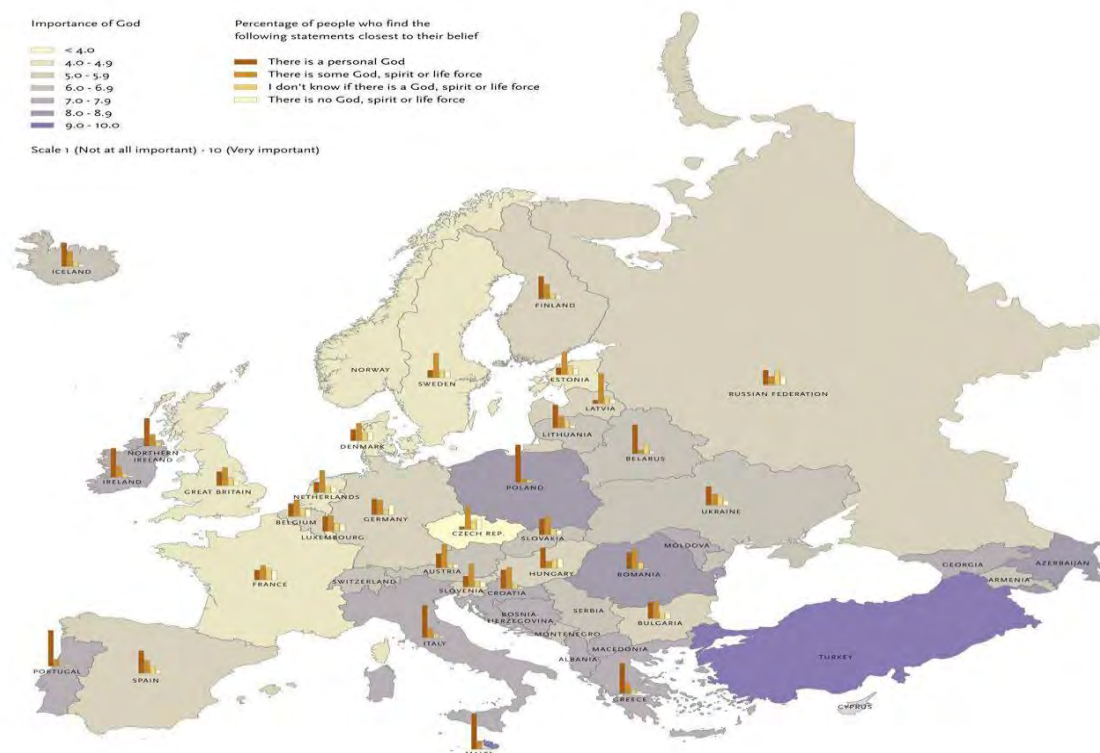 Importance of God
< 4.0
4.0 - 4.9
5.0 - 5.9
6.0 - 6.9
7.0 - 7.9
8.0 - 8.9
9.0 - 10.0
Scale 1 (Not at all important) - 10 (Very important)
Percentage of people who find the
following statements closest to their belief
There is a personal God
There is some God, spirit or life force
I don't know if there is a God, spirit or life force
There is no God, spirit or life force
ICELAND
FINLAND
NORWAY
SWEDEN
ESTONIA
RUSSIAN FEDERATION
LATVIA
LITHUANIA
DENMARK
NORTHERN
IRELAND
IRELAND
BELARUS
GREAT BRITAIN
NETHERLANDS
POLAND
BELGIUM
GERMANY
UKRAINE
LUXEMBOURG
CZECH REP.
SLOVAKIA
MOLDOVA
FRANCE
SWITZERLAND
AUSTRIA
HUNGARY
ROMANIA
GEORGIA
AZERBAIJAN
ARMENIA
SLOVENIA
CROATIA
BOSNIA
HERZEGOVINA
SERBIA
BULGARIA
MONTENEGRO
ITALY
MACEDONIA
ALBANIA
TURKEY
PORTUGAL
SPAIN
GREECE
CYPRUS